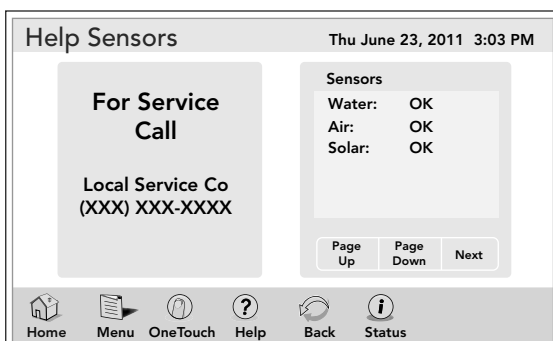 Help Sensors
Thu June 23, 2011 3:03 PM
For Service
Call
Local Service Co
(XXX) XXX-XXXX
Sensors
Water: OK
Air: OK
Solar: OK
Page Up
Page Down
Next
Home
Menu
OneTouch
? Help
Back
i Status